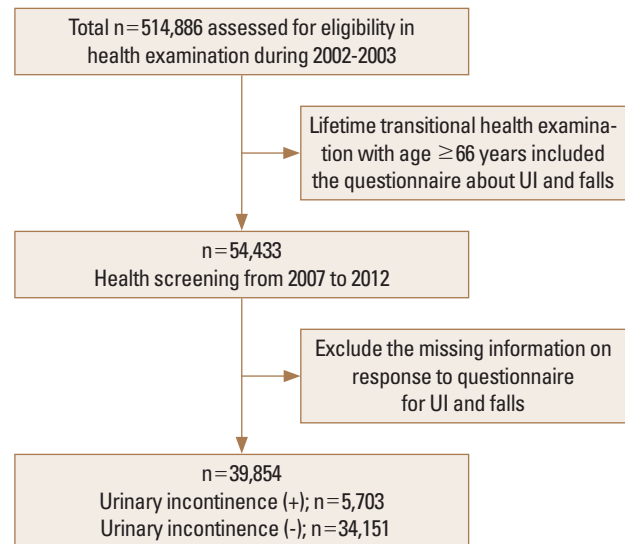 Total n=514,886 assessed for eligibility in
health examination during 2002-2003
Lifetime transitional health examina-
tion with age ≥66 years included
the questionnaire about UI and falls
n=54,433
Health screening from 2007 to 2012
Exclude the missing information on
response to questionnaire
for UI and falls
n=39,854
Urinary incontinence (+); n=5,703
Urinary incontinence (-); n=34,151